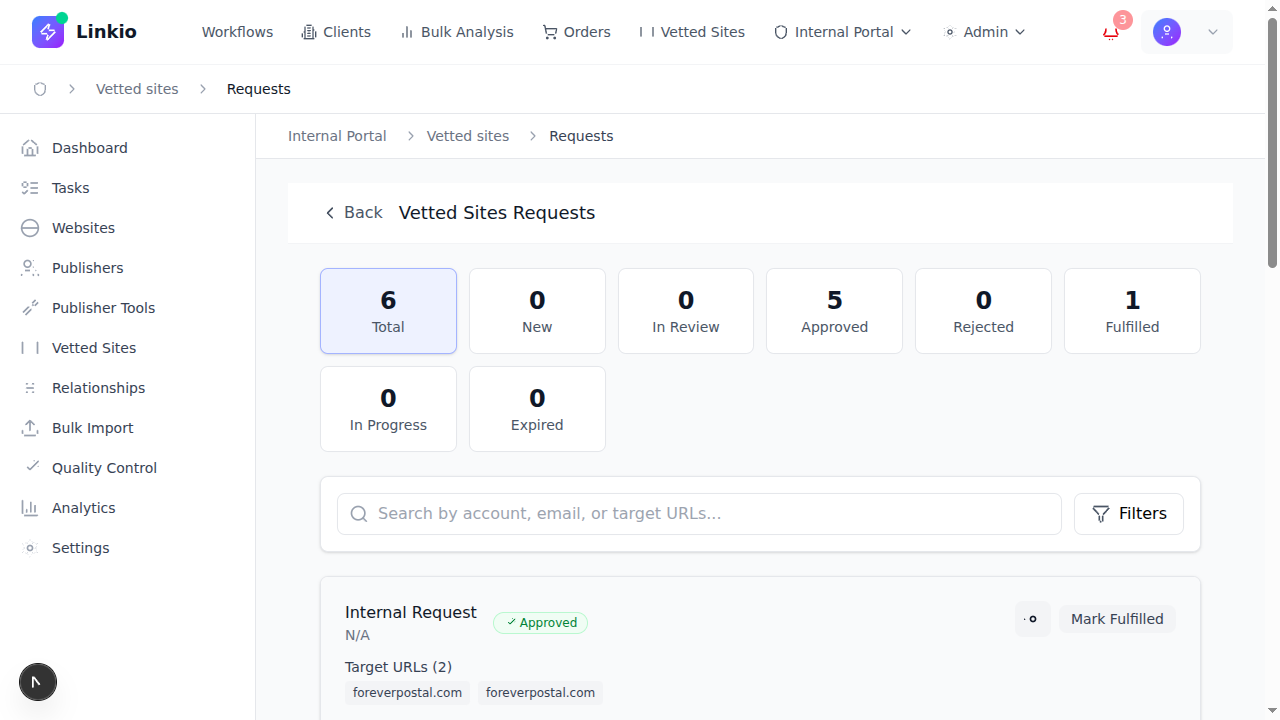 Linkio
Workflows
Clients
Bulk Analysis
Orders
Vetted Sites
Internal Portal
Admin
3
Vetted sites
Requests
Dashboard
Tasks
Websites
Publishers
Publisher Tools
Vetted Sites
Relationships
Bulk Import
Quality Control
Analytics
Settings
Internal Portal
Vetted sites
Requests
Back
Vetted Sites Requests
6
Total
0
New
0
In Review
5
Approved
0
Rejected
1
Fulfilled
0
In Progress
0
Expired
Search by account, email, or target URLs...
Filters
Internal Request
Approved
Mark Fulfilled
N/A
Target URLs (2)
foreverpostal.com
foreverpostal.com